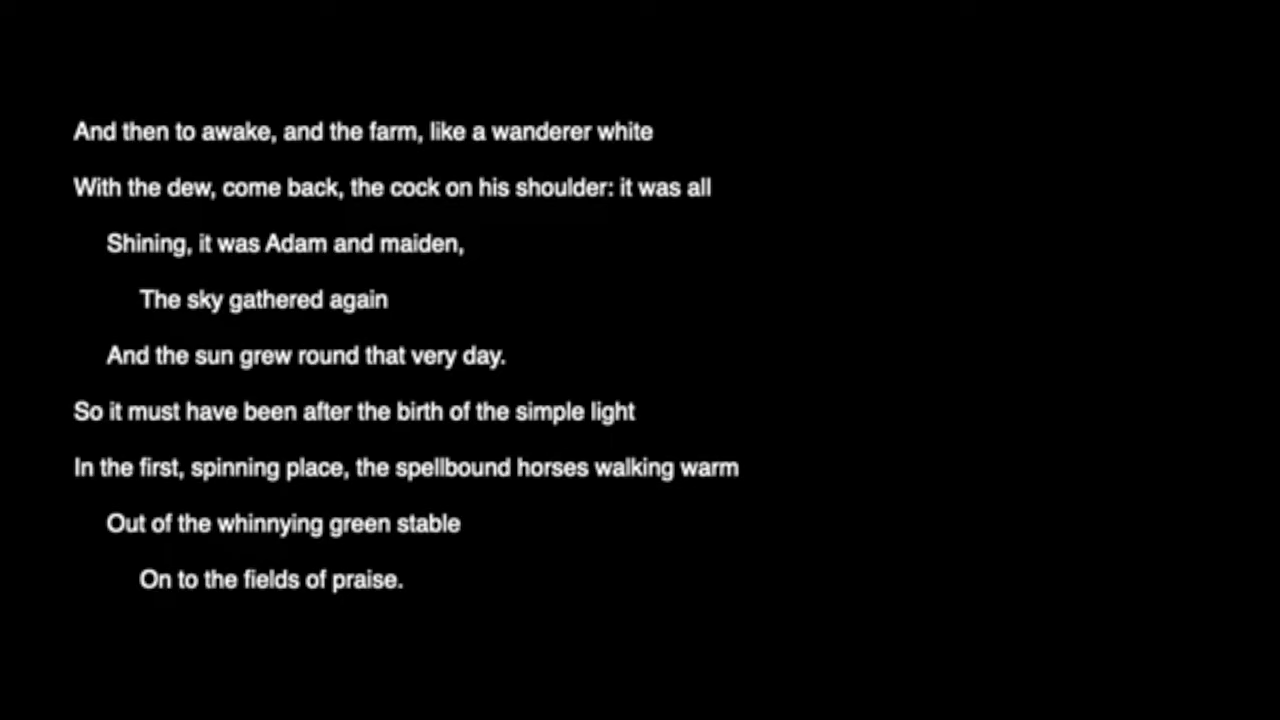 And then to awake, and the farm, like a wanderer white
With the dew, come back, the cock on his shoulder: it was all
Shining, it was Adam and maiden,
The sky gathered again
And the sun grew round that very day.
So it must have been after the birth of the simple light
In the first, spinning place, the spellbound horses walking warm
Out of the whinnying green stable
On to the fields of praise.